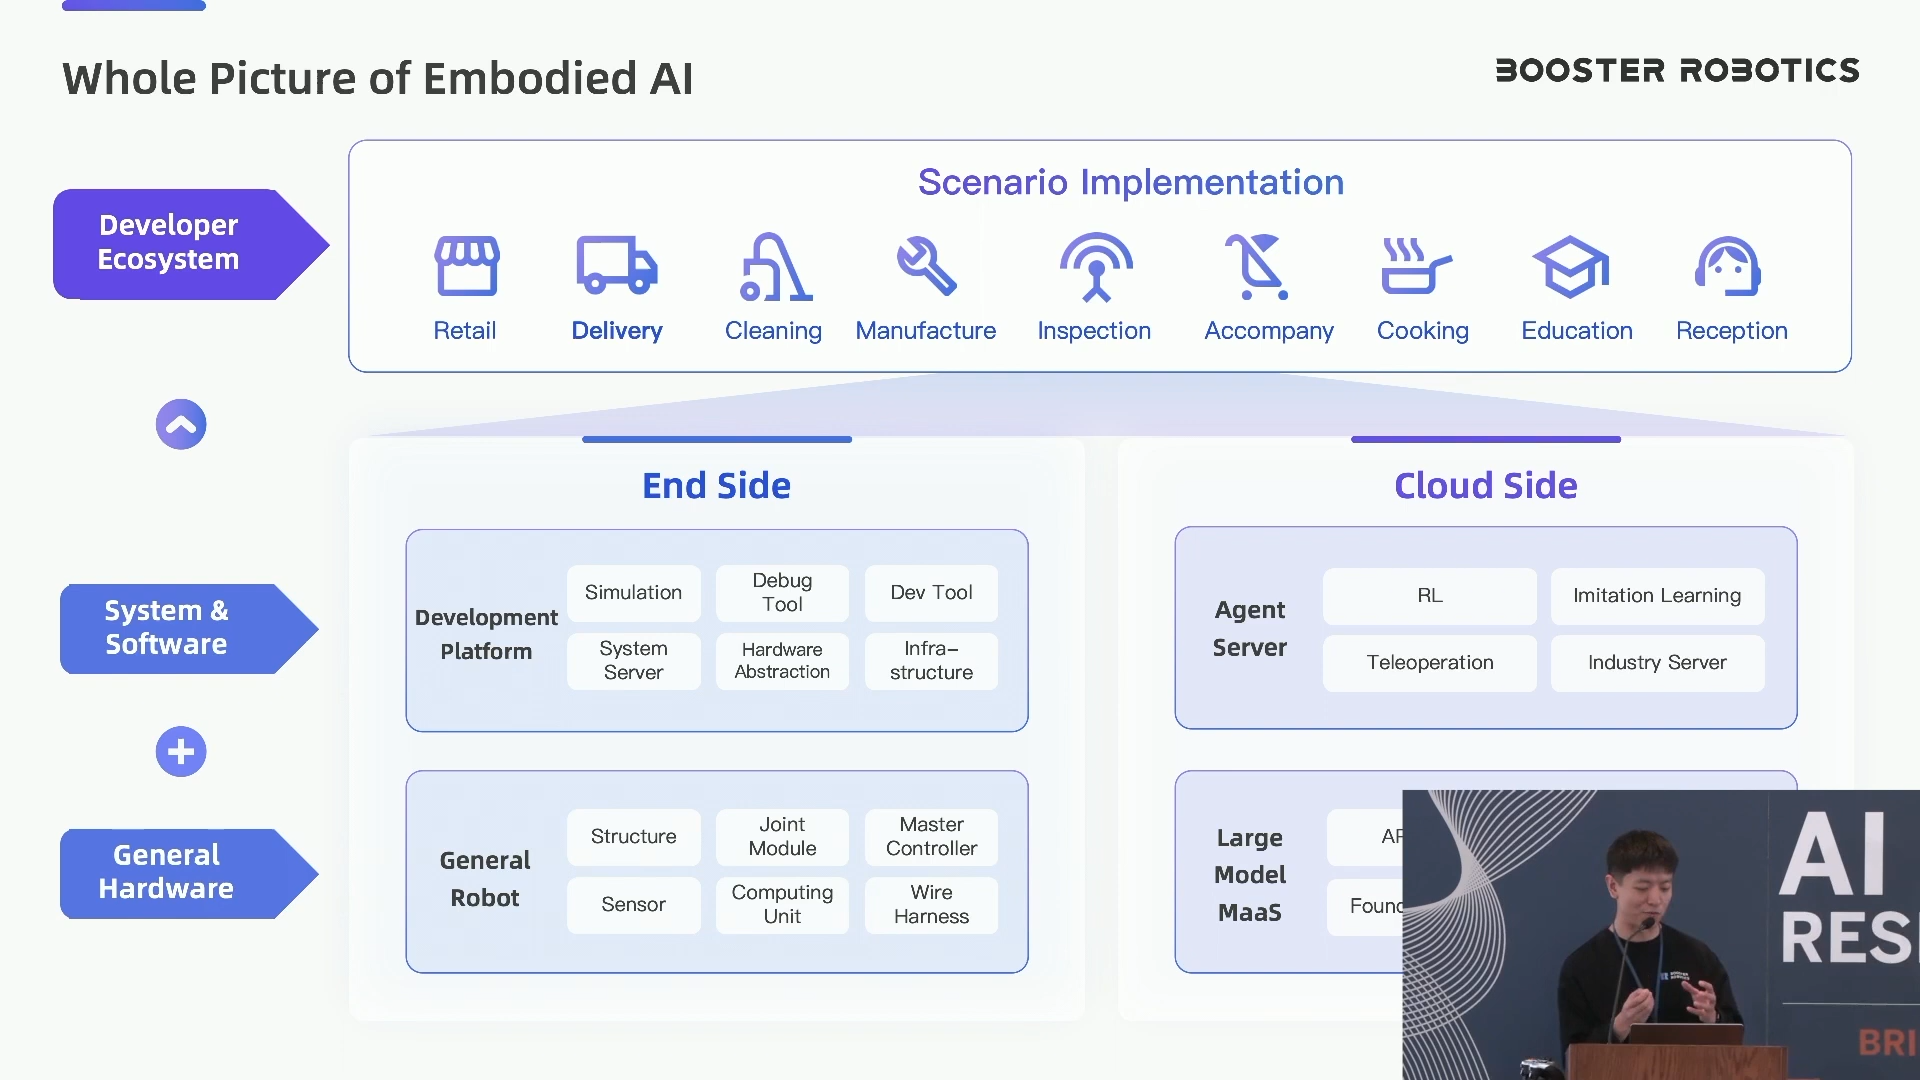 Whole Picture of Embodied AI
BOOSTER ROBOTICS
Developer
Ecosystem
Scenario Implementation
Retail
Delivery
Cleaning
Manufacture
Inspection
Accompany
Cooking
Education
Reception
System &
Software
General
Hardware
End Side
Development
Platform
Simulation
Debug
Tool
Dev Tool
System
Server
Hardware
Abstraction
Infra-
structure
General
Robot
Structure
Joint
Module
Master
Controller
Sensor
Computing
Unit
Wire
Harness
Cloud Side
Agent
Server
RL
Imitation Learning
Teleoperation
Industry Server
Large
Model
MaaS
AI
BOOSTER
ROBOTICS